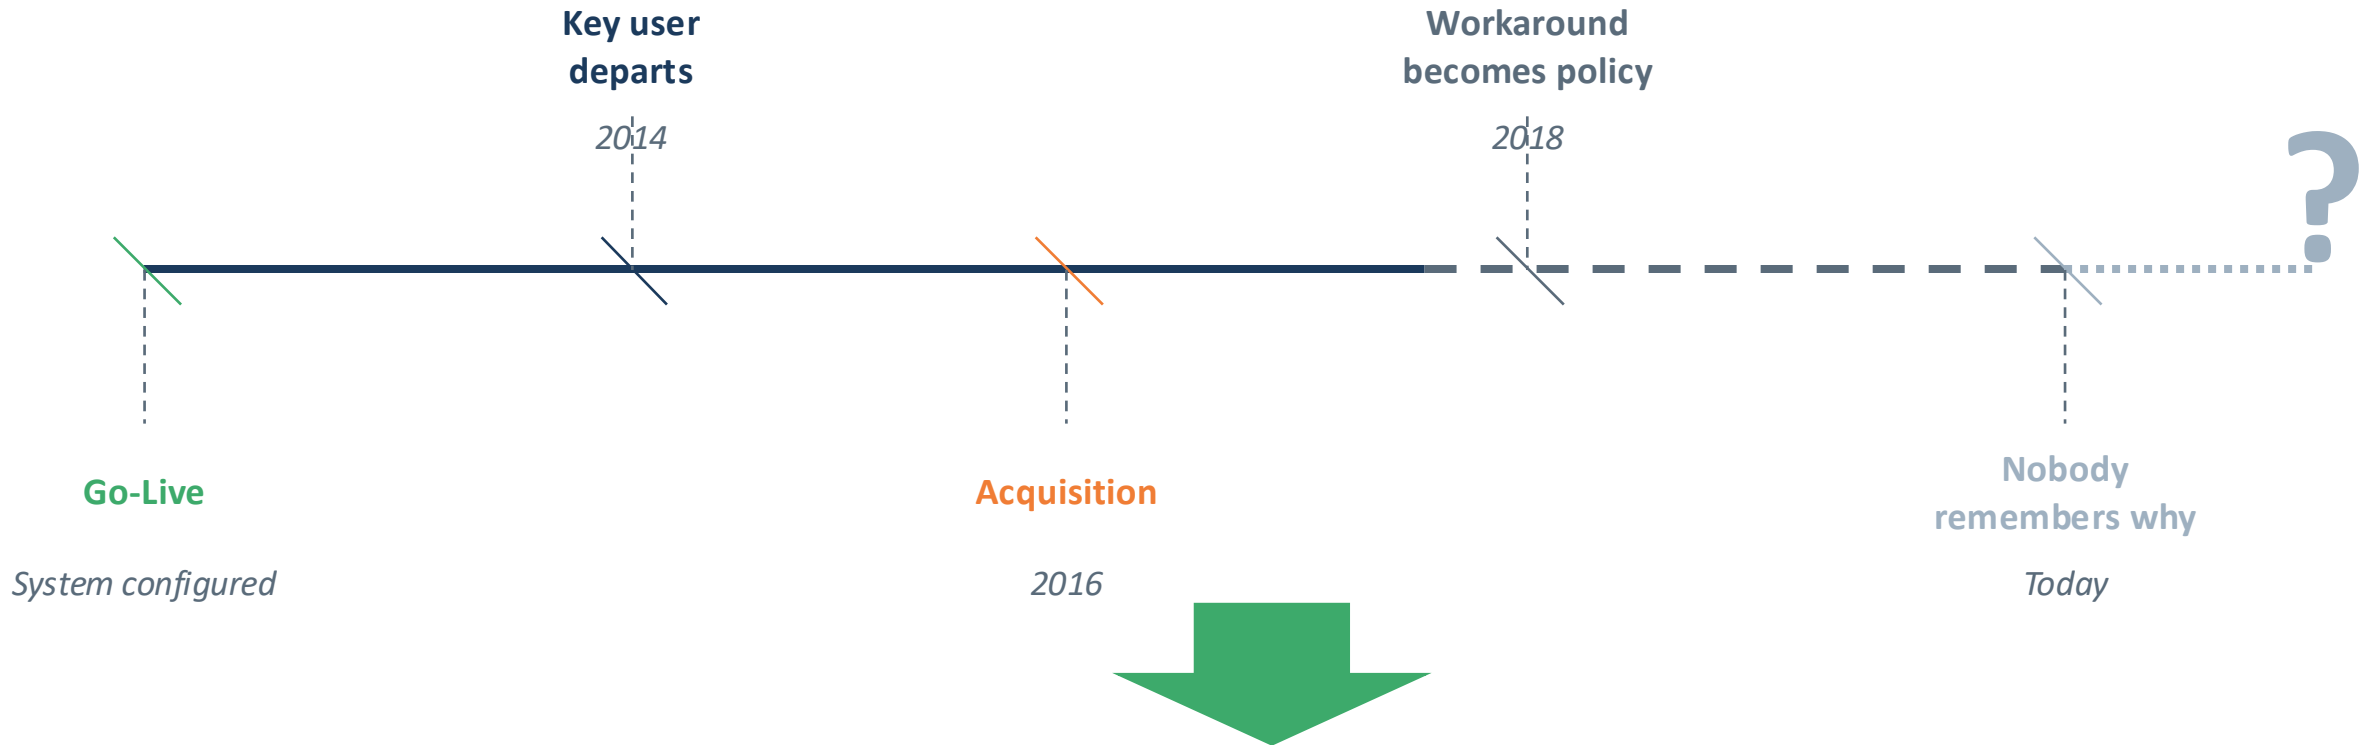 Key user
departs
2014
Workaround
becomes policy
2018
?
Go-Live
System configured
Acquisition
2016
Nobody
remembers why
Today